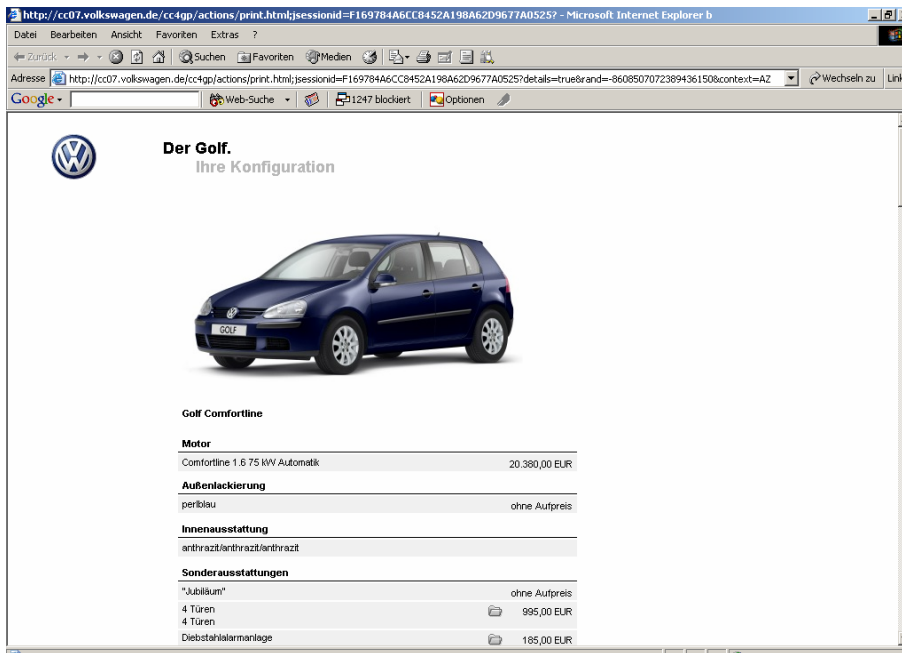 http://cc07.volkswagen.de/cc4gp/actions/print.html;jsessionid=F169784A6CC8452A198A62D9677A0525? - Microsoft Internet Explorer b
Datei Bearbeiten Ansicht Favoriten Extras ?
Zurück Suchen Favoriten Medien
Adresse http://cc07.volkswagen.de/cc4gp/actions/print.html;jsessionid=F169784A6CC8452A198A62D9677A0525?details=true&rand=-8608507072389436150&context=AZ Wechseln zu Link
Google Web-Suche 1247 blockiert Optionen
Der Golf.
Ihre Konfiguration
GOLF
Golf Comfortline
Motor
Comfortline 1.6 75 kW Automatik 20.380,00 EUR
Außenlackierung
perlblau ohne Aufpreis
Innenausstattung
anthrazit/anthrazit/anthrazit
Sonderausstattungen
"Jubiläum" ohne Aufpreis
4 Türen 995,00 EUR
4 Türen
Diebstahlalarmanlage 185,00 EUR